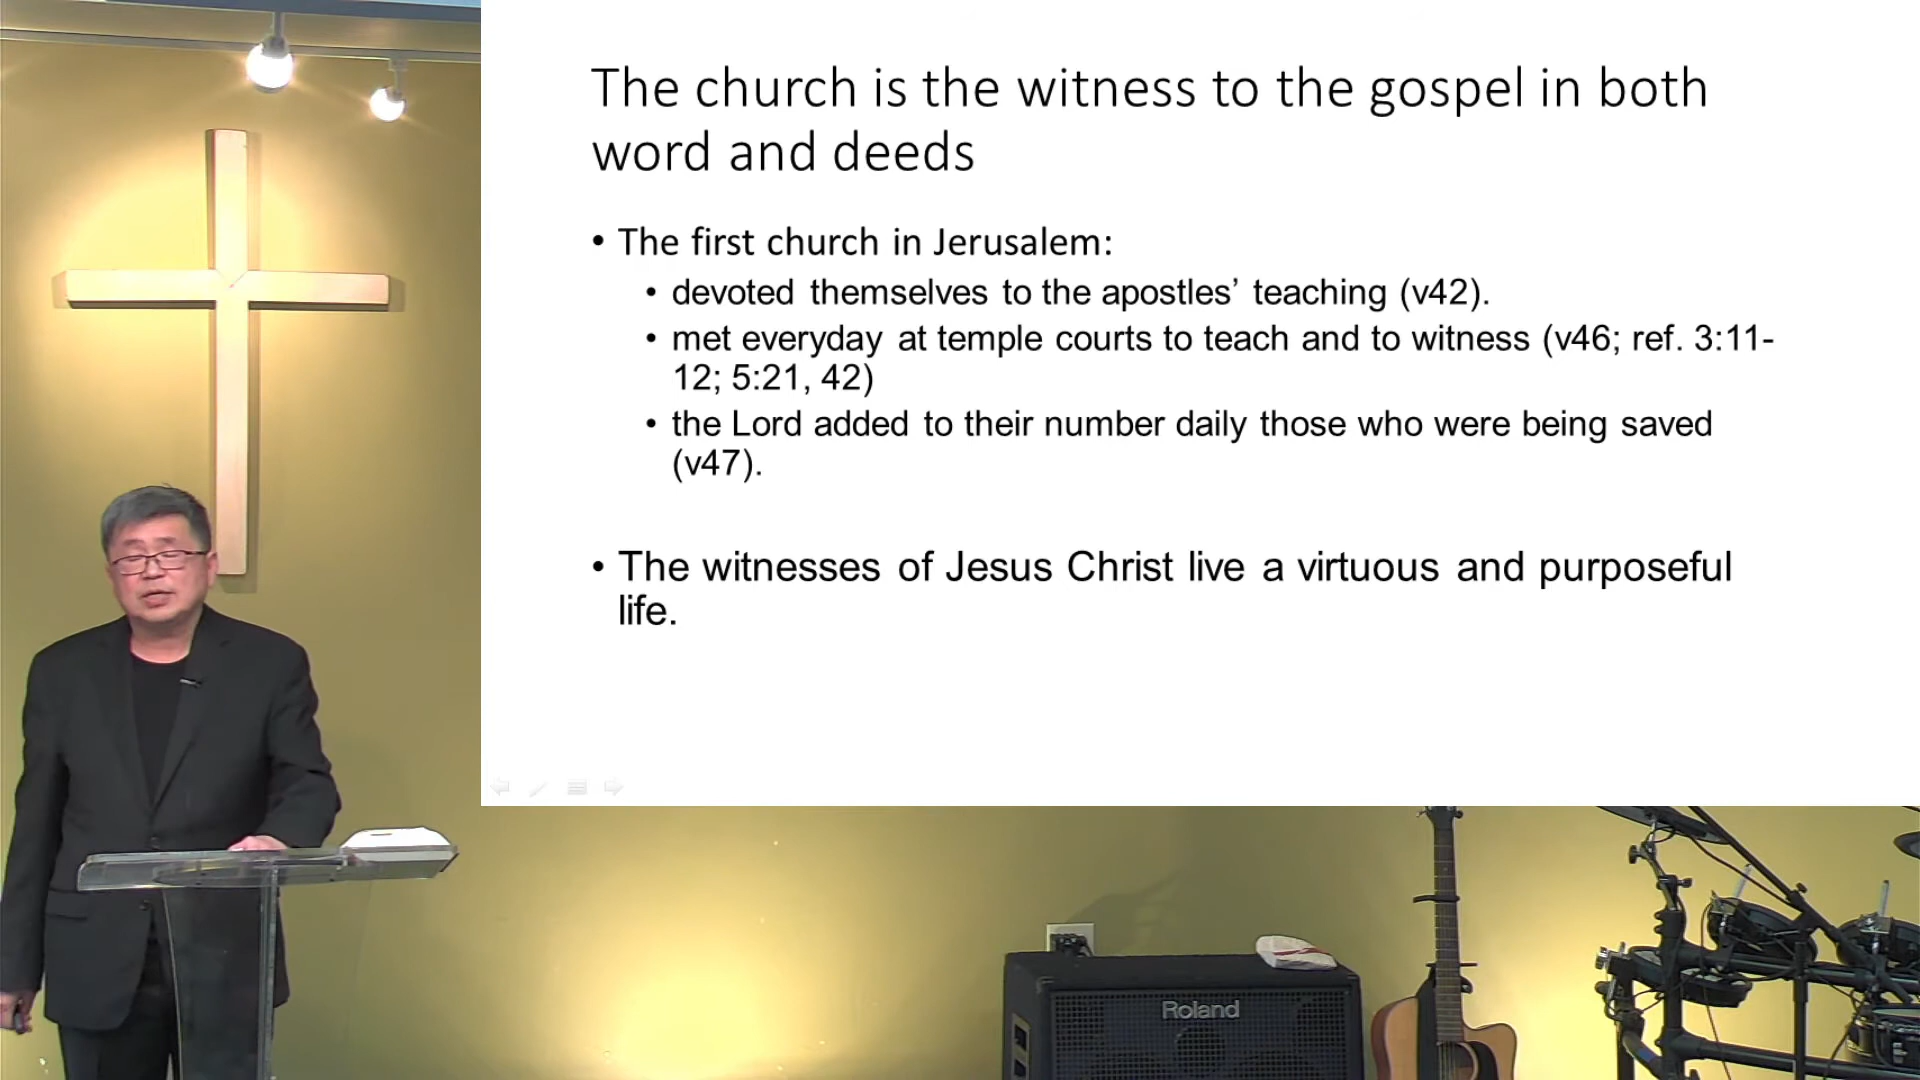 The church is the witness to the gospel in both
word and deeds
• The first church in Jerusalem:
• devoted themselves to the apostles’ teaching (v42).
• met everyday at temple courts to teach and to witness (v46; ref. 3:11-
12; 5:21, 42)
• the Lord added to their number daily those who were being saved
(v47).
• The witnesses of Jesus Christ live a virtuous and purposeful
life.
Roland